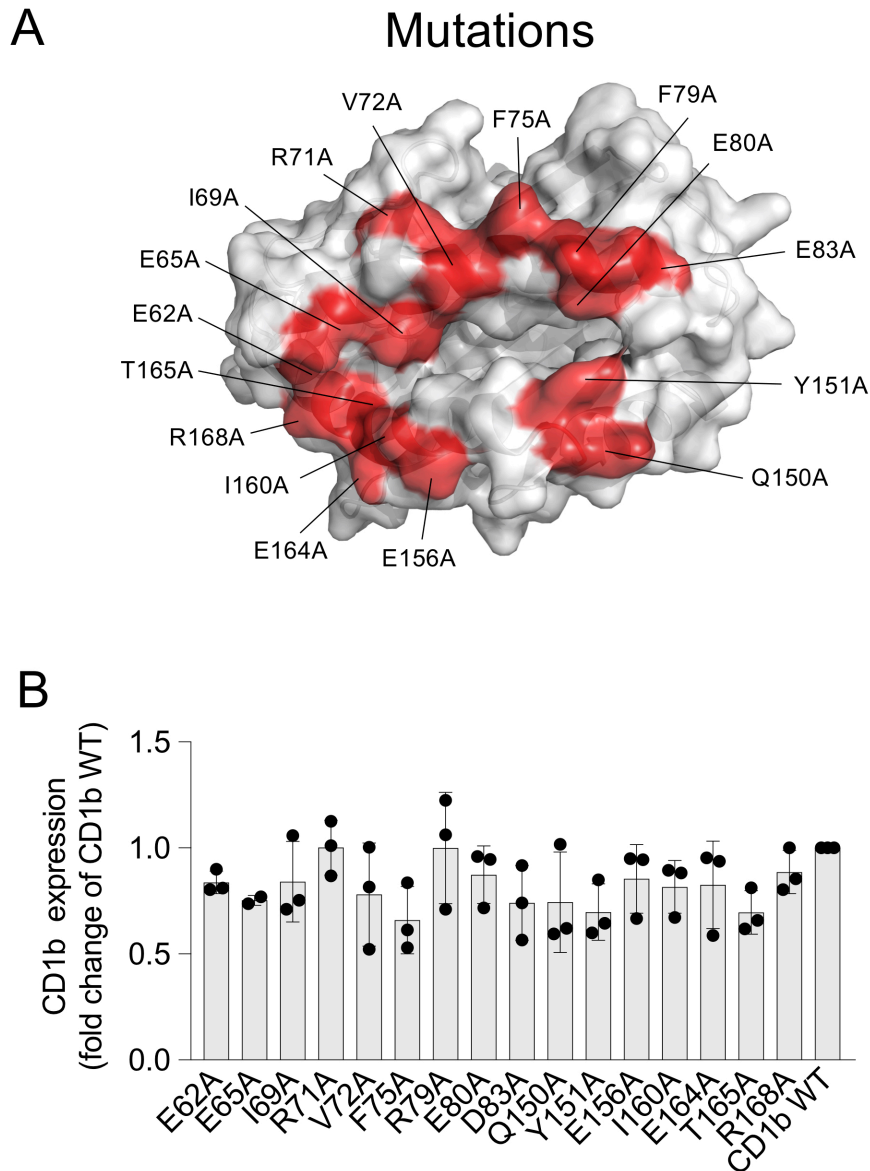 A
Mutations
V72A
F75A
F79A
E80A
R71A
I69A
E65A
E83A
E62A
T165A
Y151A
R168A
I160A
Q150A
E164A
E156A
B
CD1b expression
(fold change of CD1b WT)
1.5
1.0
0.5
0.0
E62A
E65A
I69A
R71A
V72A
F75A
R79A
E80A
D83A
Q150A
Y151A
E156A
I160A
E164A
T165A
R168A
CD1b WT